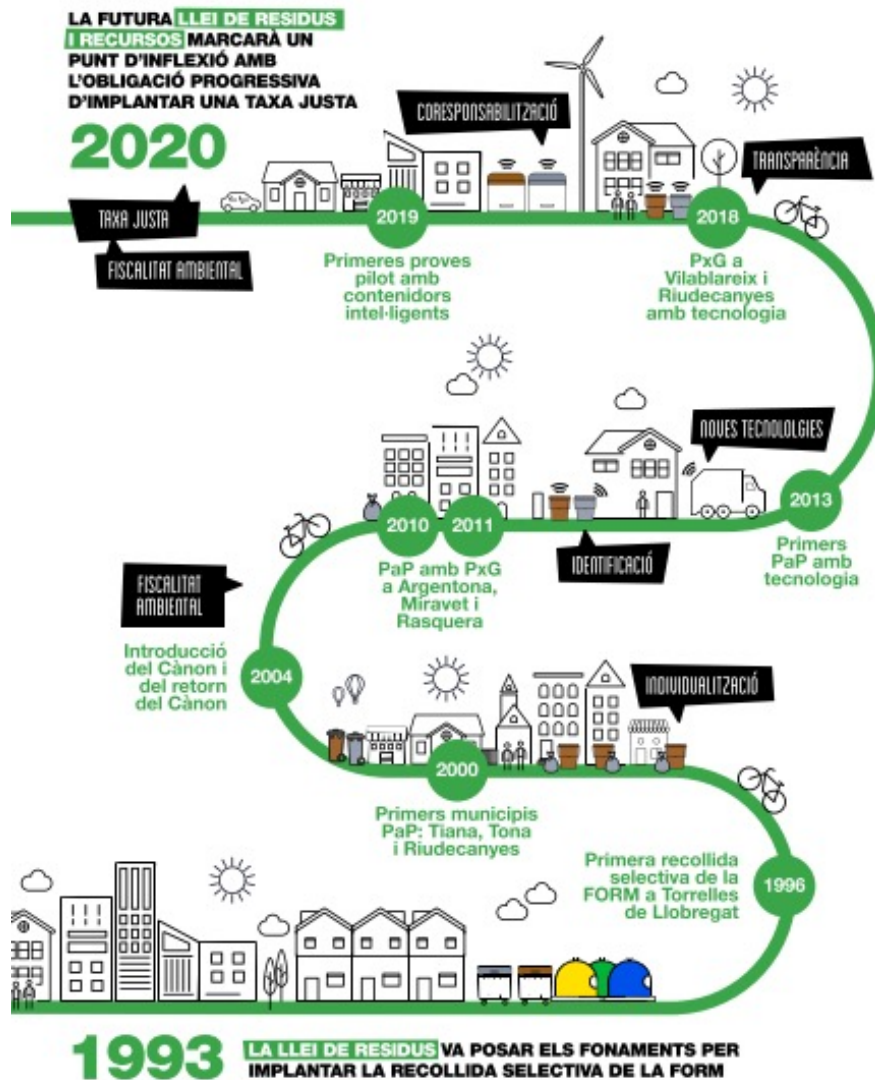 LA FUTURA LLEI DE RESIDUS
I RECURSOS MARCARÀ UN
PUNT D'INFLEXIÓ AMB
L'OBLIGACIÓ PROGRESSIVA
D'IMPLANTAR UNA TAXA JUSTA
2020
CORESPONSABILITZACIÓ
TRANSPARÈNCIA
TAXA JUSTA
FISCALITAT AMBIENTAL
2019
Primeres proves
pilot amb
contenidors
intel·ligents
2018
PxG a
Vilablareix i
Riudecanyes
amb tecnologia
NOVES TECNOLOLGIES
2013
Primers
PaP amb
tecnologia
IDENTIFICACIÓ
2010
2011
PaP amb PxG
a Argentona,
Miravet i
Rasquera
FISCALITAT
AMBIENTAL
Introducció
del Cànon i
del retorn
del Cànon
2004
INDIVIDUALITZACIÓ
2000
Primers municipis
PaP: Tiana, Tona
i Riudecanyes
Primera recollida
selectiva de la
FORM a Torrelles
de Llobregat
1996
1993
LA LLEI DE RESIDUS VA POSAR ELS FONAMENTS PER
IMPLANTAR LA RECOLLIDA SELECTIVA DE LA FORM